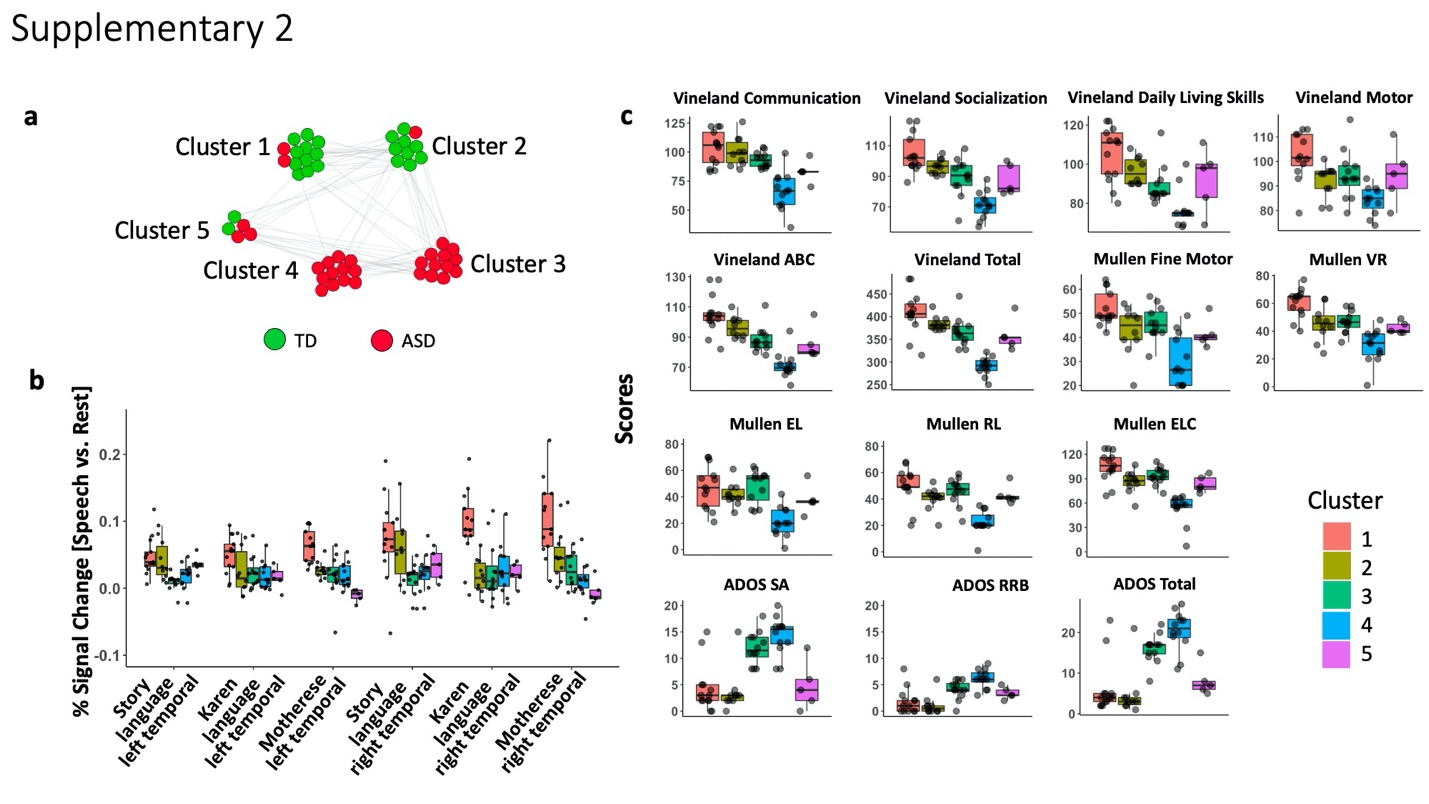 Supplementary 2
a
Cluster 1
Cluster 2
Cluster 5
Cluster 4
Cluster 3
TD
ASD
b
% Signal Change [Speech vs. Rest]
0.2
0.1
0.0
-0.1
Story
language
left temporal
Karen
language
left temporal
Motherese
left temporal
Story
language
right temporal
Karen
language
right temporal
Motherese
right temporal
c
Scores
Vineland Communication
125
100
75
50
Vineland Socialization
110
90
70
Vineland Daily Living Skills
120
100
80
Vineland Motor
110
100
90
80
Vineland ABC
130
110
90
70
Vineland Total
450
400
350
300
250
Mullen Fine Motor
60
50
40
30
20
Mullen VR
80
60
40
20
0
Mullen EL
80
60
40
20
0
Mullen RL
80
60
40
20
0
Mullen ELC
120
90
60
30
0
ADOS SA
20
15
10
5
0
ADOS RRB
20
15
10
5
0
ADOS Total
20
10
0
Cluster
1
2
3
4
5